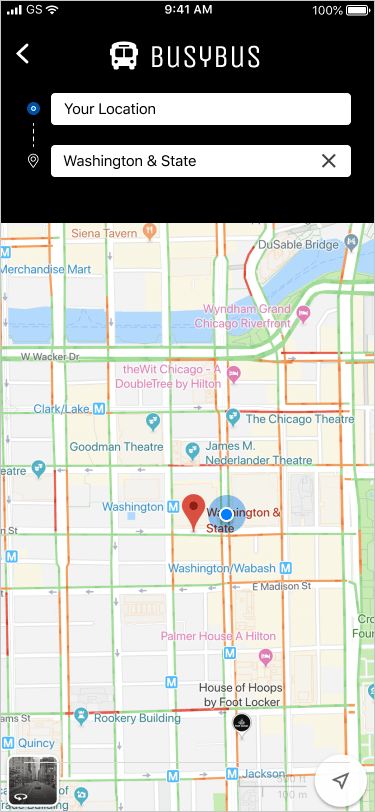 GS
9:41 AM
100%
BUSYBUS
Your Location
Washington & State
Siena Tavern
DuSable Bridge
Merchandise Mart
Wyndham Grand
Chicago Riverfront
W Wacker Dr
theWit Chicago - A
DoubleTree by Hilton
Clark/Lake
M
The Chicago Theatre
Goodman Theatre
James M.
Nederlander Theatre
eatre
Washington
M
Washington &
State
n St
M
Washington/Wabash
M
E Madison St
Palmer House A Hilton
M
Cro
Foun
M
House of Hoops
by Foot Locker
ams St
Rookery Building
M
Quincy
M
Jackson
M
100 m